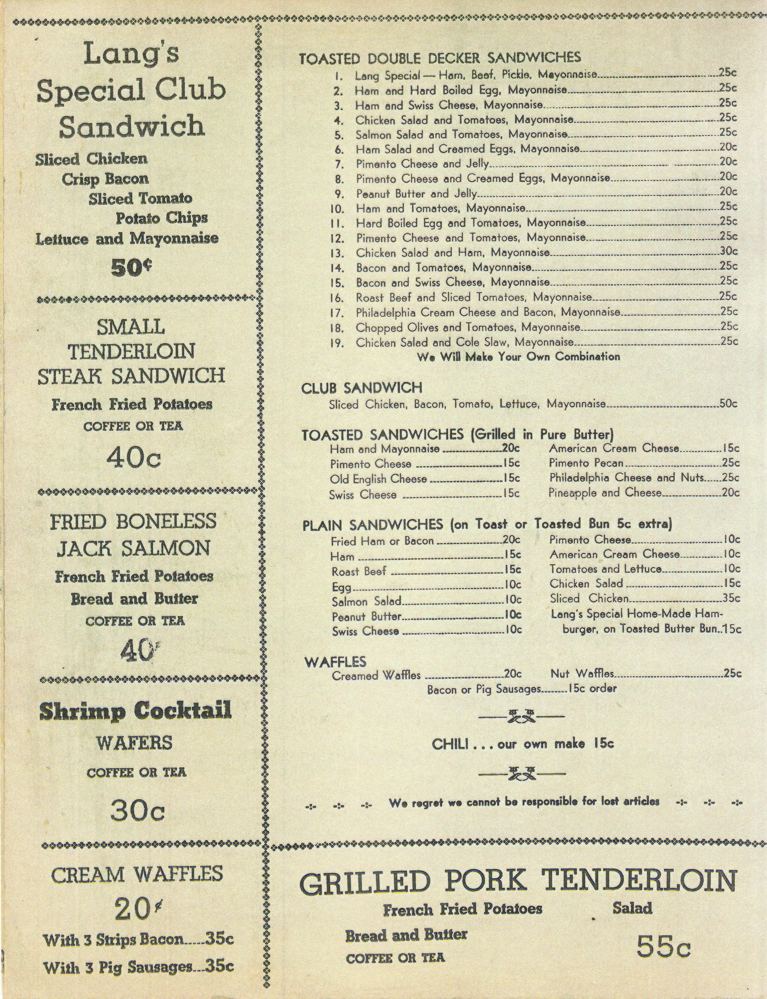 Lang's
Special Club
Sandwich
Sliced Chicken
Crisp Bacon
Sliced Tomato
Potato Chips
Lettuce and Mayonnaise
50¢
SMALL
TENDERLOIN
STEAK SANDWICH
French Fried Potatoes
COFFEE OR TEA
40c
FRIED BONELESS
JACK SALMON
French Fried Potatoes
Bread and Butter
COFFEE OR TEA
40¢
Shrimp Cocktail
WAFERS
COFFEE OR TEA
30c
CREAM WAFFLES
20¢
With 3 Strips Bacon.....35c
With 3 Pig Sausages...35c
TOASTED DOUBLE DECKER SANDWICHES
1. Lang Special — Ham, Beef, Pickle, Mayonnaise.....25c
2. Ham and Hard Boiled Egg, Mayonnaise.....25c
3. Ham and Swiss Cheese, Mayonnaise.....25c
4. Chicken Salad and Tomatoes, Mayonnaise.....25c
5. Salmon Salad and Tomatoes, Mayonnaise.....25c
6. Ham Salad and Creamed Eggs, Mayonnaise.....20c
7. Pimento Cheese and Jelly.....20c
8. Pimento Cheese and Creamed Eggs, Mayonnaise.....20c
9. Peanut Butter and Jelly.....20c
10. Ham and Tomatoes, Mayonnaise.....25c
11. Hard Boiled Egg and Tomatoes, Mayonnaise.....25c
12. Pimento Cheese and Tomatoes, Mayonnaise.....25c
13. Chicken Salad and Ham, Mayonnaise.....30c
14. Bacon and Tomatoes, Mayonnaise.....25c
15. Bacon and Swiss Cheese, Mayonnaise.....25c
16. Roast Beef and Sliced Tomatoes, Mayonnaise.....25c
17. Philadelphia Cream Cheese and Bacon, Mayonnaise.....25c
18. Chopped Olives and Tomatoes, Mayonnaise.....25c
19. Chicken Salad and Cole Slaw, Mayonnaise.....25c
We Will Make Your Own Combination
CLUB SANDWICH
Sliced Chicken, Bacon, Tomato, Lettuce, Mayonnaise.....50c
TOASTED SANDWICHES (Grilled in Pure Butter)
Ham and Mayonnaise.....20c
Pimento Cheese.....15c
Old English Cheese.....15c
Swiss Cheese.....15c
American Cream Cheese.....15c
Pimento Pecan.....25c
Philadelphia Cheese and Nuts.....25c
Pineapple and Cheese.....20c
PLAIN SANDWICHES (on Toast or Toasted Bun 5c extra)
Fried Ham or Bacon.....20c
Ham.....15c
Roast Beef.....15c
Egg.....10c
Salmon Salad.....10c
Peanut Butter.....10c
Swiss Cheese.....10c
Pimento Cheese.....10c
American Cream Cheese.....10c
Tomatoes and Lettuce.....10c
Chicken Salad.....15c
Sliced Chicken.....35c
Lang's Special Home-Made Ham-
burger, on Toasted Butter Bun..15c
WAFFLES
Creamed Waffles.....20c
Nut Waffles.....25c
Bacon or Pig Sausages.....15c order
CHILI . . . our own make 15c
We regret we cannot be responsible for lost articles
GRILLED PORK TENDERLOIN
French Fried Potatoes Salad
Bread and Butter
COFFEE OR TEA
55c